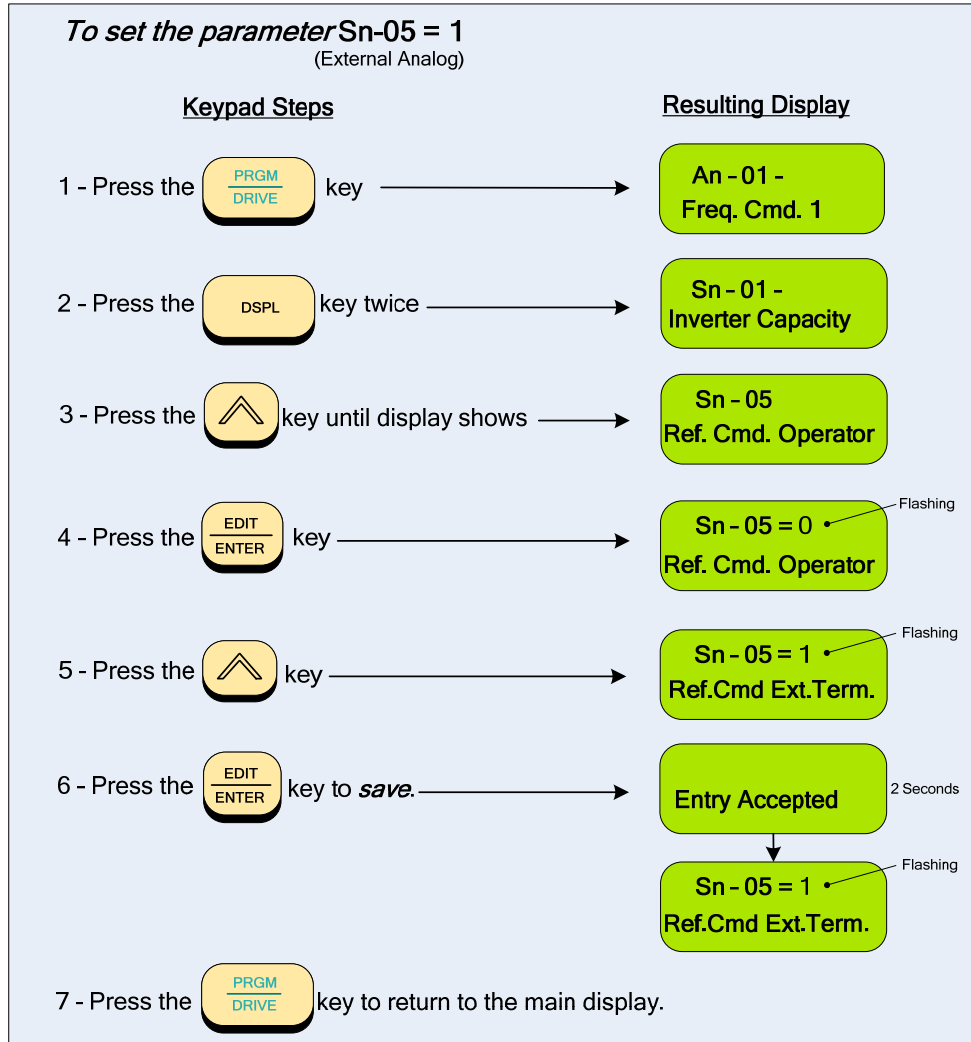 To set the parameter Sn-05 = 1
(External Analog)
Keypad Steps
Resulting Display
1 - Press the PRGM DRIVE key
An - 01 -
Freq. Cmd. 1
2 - Press the DSPL key twice
Sn - 01 -
Inverter Capacity
3 - Press the key until display shows
Sn - 05
Ref. Cmd. Operator
4 - Press the EDIT ENTER key
Sn - 05 = 0
Flashing
Ref. Cmd. Operator
5 - Press the key
Sn - 05 = 1
Flashing
Ref.Cmd Ext.Term.
6 - Press the EDIT ENTER key to save.
Entry Accepted
2 Seconds
Sn - 05 = 1
Flashing
Ref.Cmd Ext.Term.
7 - Press the PRGM DRIVE key to return to the main display.